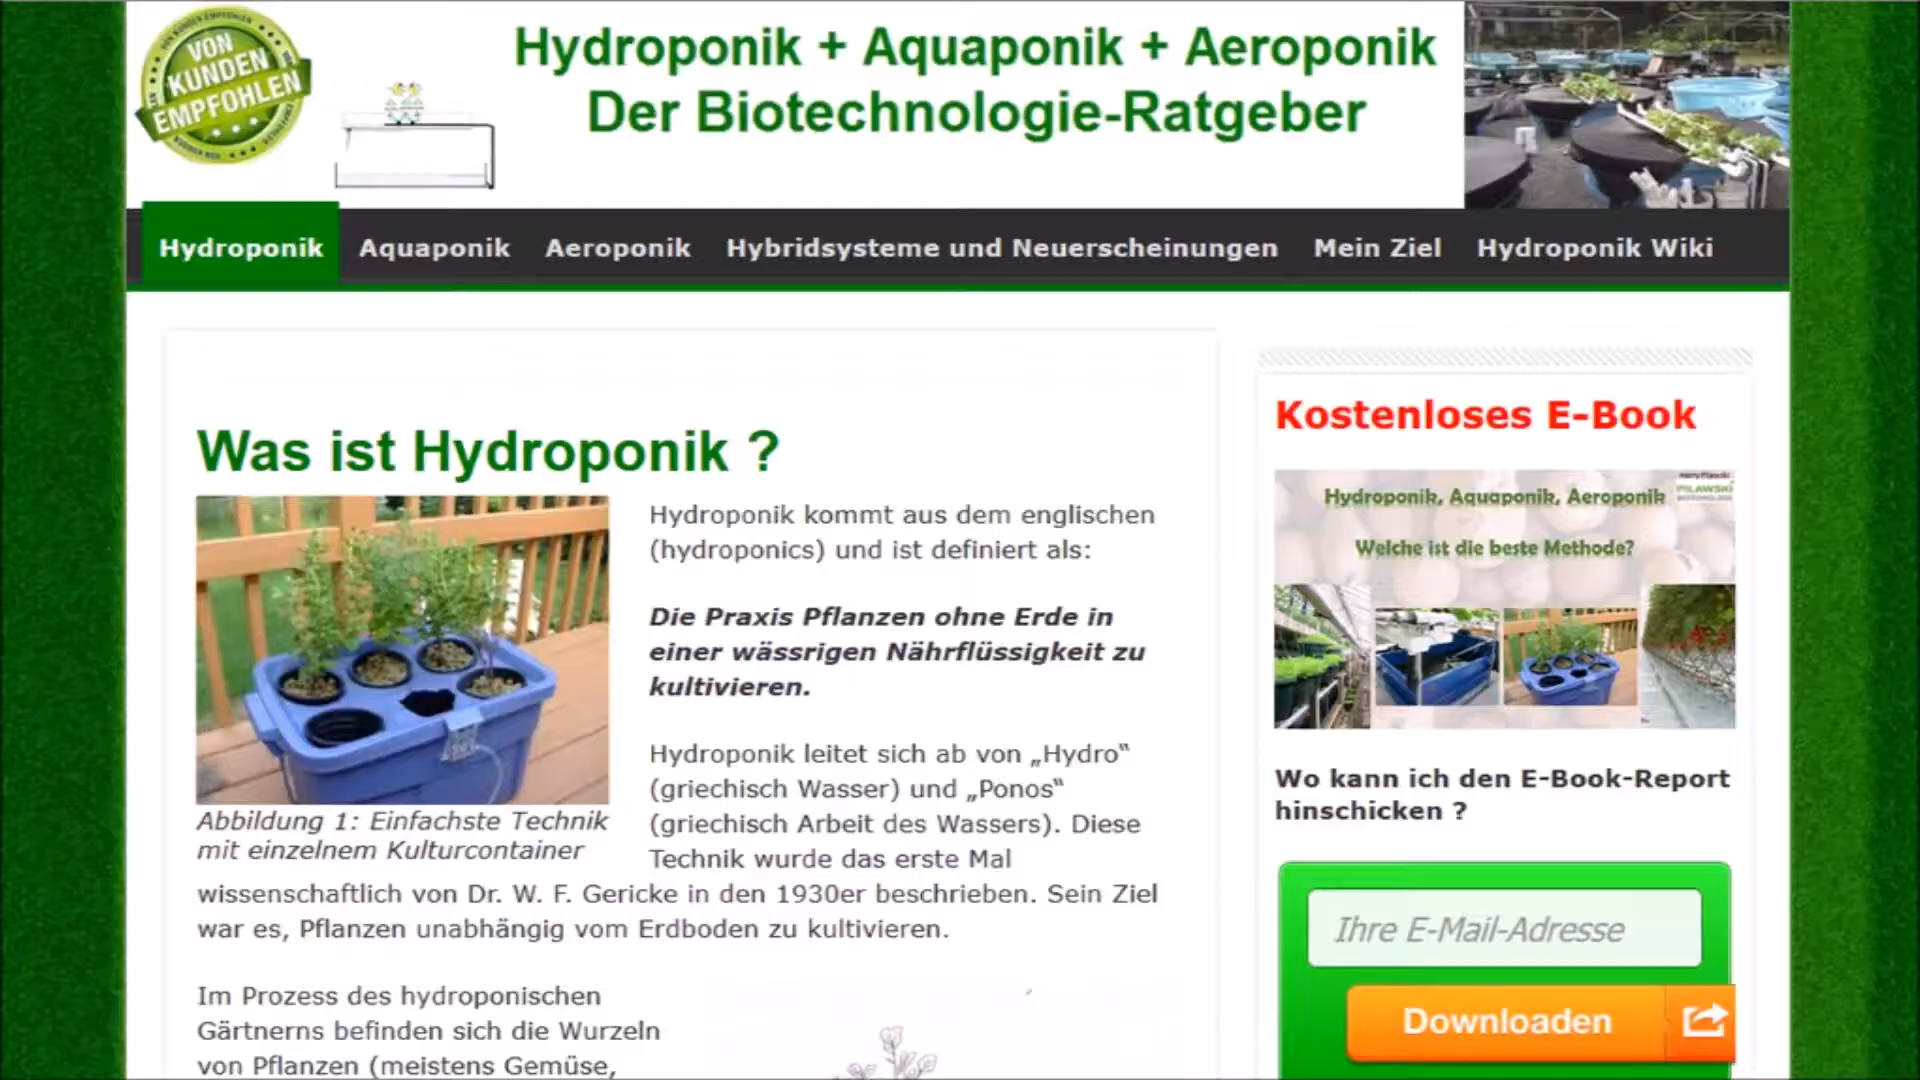 VON
KUNDEN
EMPFOHLEN
Hydroponik + Aquaponik + Aeroponik
Der Biotechnologie-Ratgeber
Hydroponik
Aquaponik
Aeroponik
Hybridsysteme und Neuerscheinungen
Mein Ziel
Hydroponik Wiki
Was ist Hydroponik ?
Hydroponik kommt aus dem englischen
(hydroponics) und ist definiert als:
Die Praxis Pflanzen ohne Erde in
einer wässrigen Nährflüssigkeit zu
kultivieren.
Hydroponik leitet sich ab von „Hydro“
(griechisch Wasser) und „Ponos“
(griechisch Arbeit des Wassers). Diese
Technik wurde das erste Mal
Abbildung 1: Einfachste Technik
mit einzelnem Kulturcontainer
wissenschaftlich von Dr. W. F. Gericke in den 1930er beschrieben. Sein Ziel
war es, Pflanzen unabhängig vom Erdboden zu kultivieren.
Im Prozess des hydroponischen
Gärtnerns befinden sich die Wurzeln
von Pflanzen (meistens Gemüse,
Kostenloses E-Book
Hydroponik, Aquaponik, Aeroponik
PILAWSKI
Welche ist die beste Methode?
Wo kann ich den E-Book-Report
hinschicken ?
Ihre E-Mail-Adresse
Downloaden